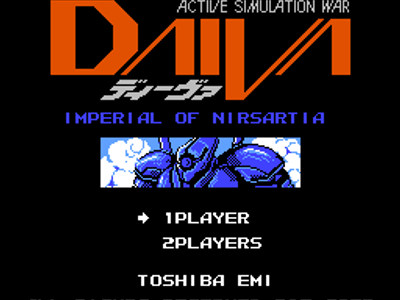 ACTIVE SIMULATION WAR
DAIVA
ディーヴァ
IMPERIAL OF NIRSARTIA
1PLAYER
2PLAYERS
TOSHIBA EMI